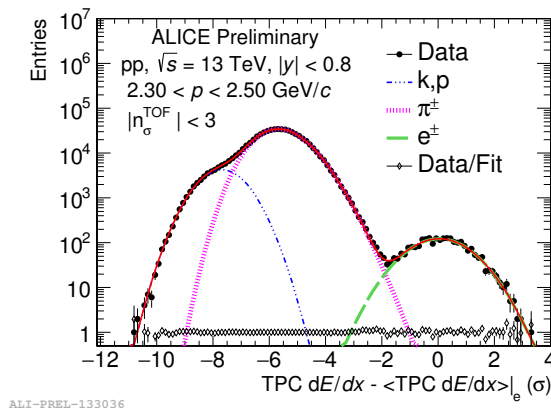 Entries
10^7
10^6
10^5
10^4
10^3
10^2
10
1
ALICE Preliminary
pp, √s = 13 TeV, |y| < 0.8
2.30 < p < 2.50 GeV/c
|n_σ^TOF| < 3
Data
k,p
π±
e±
Data/Fit
−12 −10 −8 −6 −4 −2 0 2 4
TPC dE/dx - <TPC dE/dx>|_e (σ)
ALI-PREL-133036